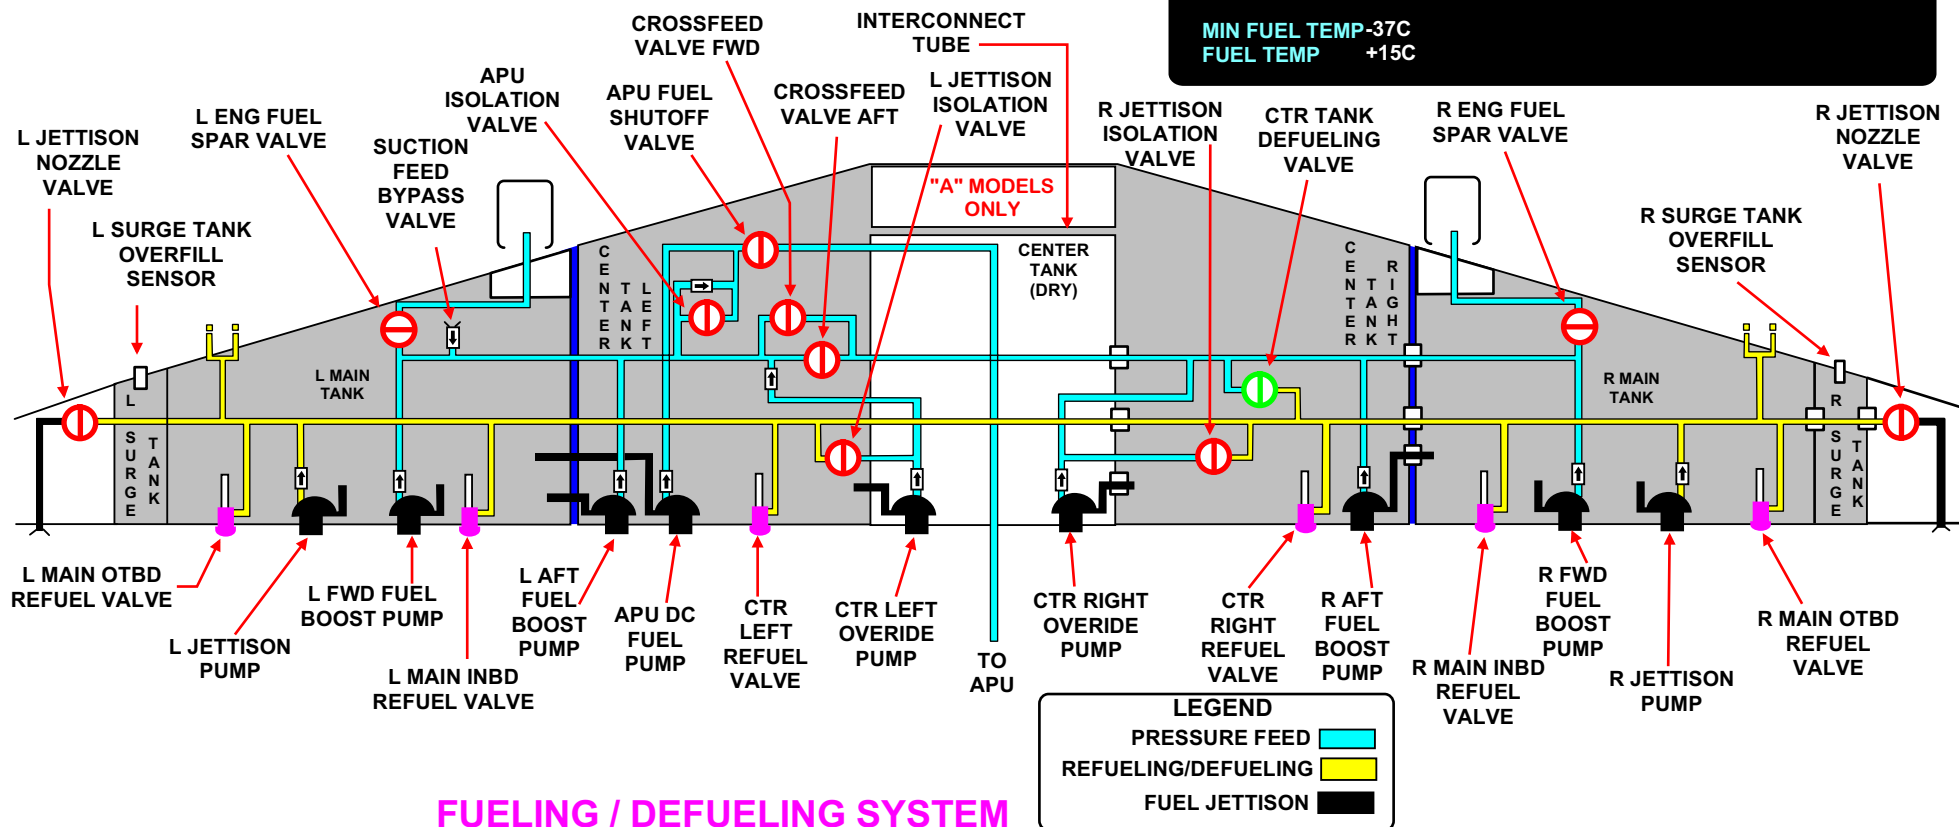 MIN FUEL TEMP -37C
FUEL TEMP +15C
CROSSFEED
VALVE FWD
INTERCONNECT
TUBE
APU
ISOLATION
VALVE
APU FUEL
SHUTOFF
VALVE
CROSSFEED
VALVE AFT
L JETTISON
ISOLATION
VALVE
R JETTISON
ISOLATION
VALVE
CTR TANK
DEFUELING
VALVE
R ENG FUEL
SPAR VALVE
R JETTISON
NOZZLE
VALVE
L JETTISON
NOZZLE
VALVE
L ENG FUEL
SPAR VALVE
SUCTION
FEED
BYPASS
VALVE
L SURGE TANK
OVERFILL
SENSOR
R SURGE TANK
OVERFILL
SENSOR
"A" MODELS
ONLY
CENTER
TANK
(DRY)
CENTER
TANK
LEFT
CENTER
TANK
RIGHT
L MAIN
TANK
R MAIN
TANK
L SURGE
TANK
R SURGE
TANK
L MAIN OTBD
REFUEL VALVE
L JETTISON
PUMP
L FWD FUEL
BOOST PUMP
L MAIN INBD
REFUEL VALVE
L AFT
FUEL
BOOST
PUMP
APU DC
FUEL
PUMP
CTR
LEFT
REFUEL
VALVE
CTR LEFT
OVERIDE
PUMP
TO
APU
CTR RIGHT
OVERIDE
PUMP
CTR
RIGHT
REFUEL
VALVE
R AFT
FUEL
BOOST
PUMP
R MAIN INBD
REFUEL
VALVE
R FWD
FUEL
BOOST
PUMP
R JETTISON
PUMP
R MAIN OTBD
REFUEL
VALVE
LEGEND
PRESSURE FEED
REFUELING/DEFUELING
FUEL JETTISON
FUELING / DEFUELING SYSTEM